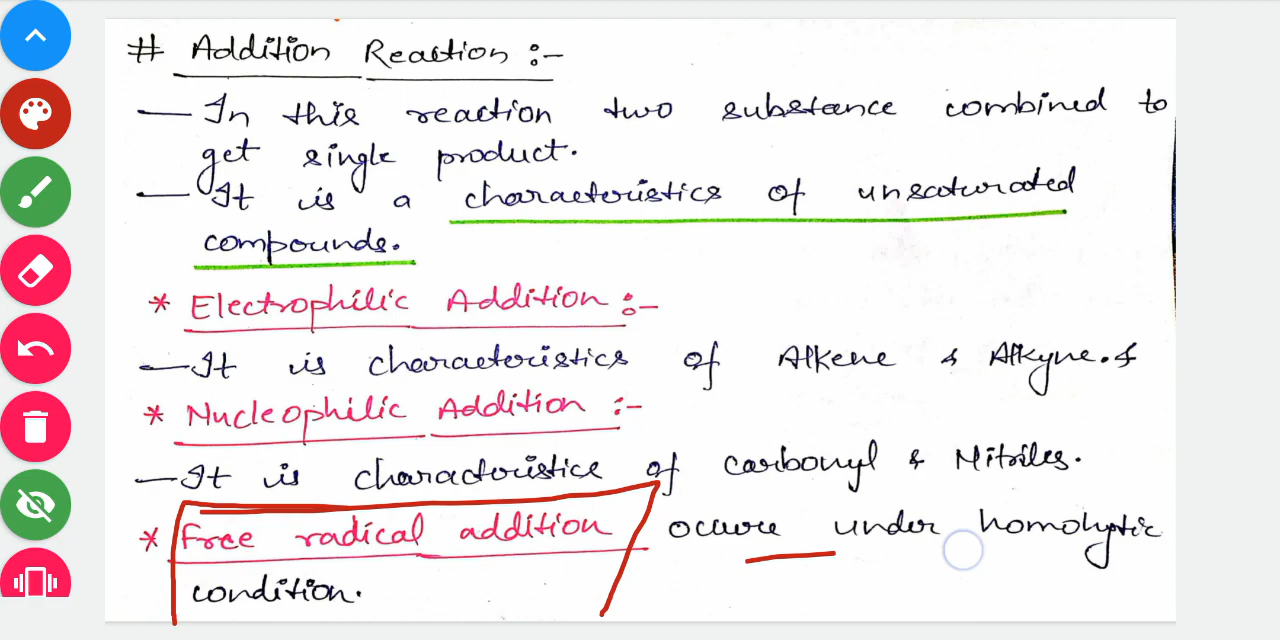 # Addition Reaction :-
— In this reaction two substance combined to
get single product.
— It is a characteristics of unsaturated
compounds.
* Electrophilic Addition :-
— It is characteristics of Alkene & Alkyne. &
* Nucleophilic Addition :-
— It is characteristics of carbonyl & Nitriles.
* Free radical addition occure under homolytic
condition.